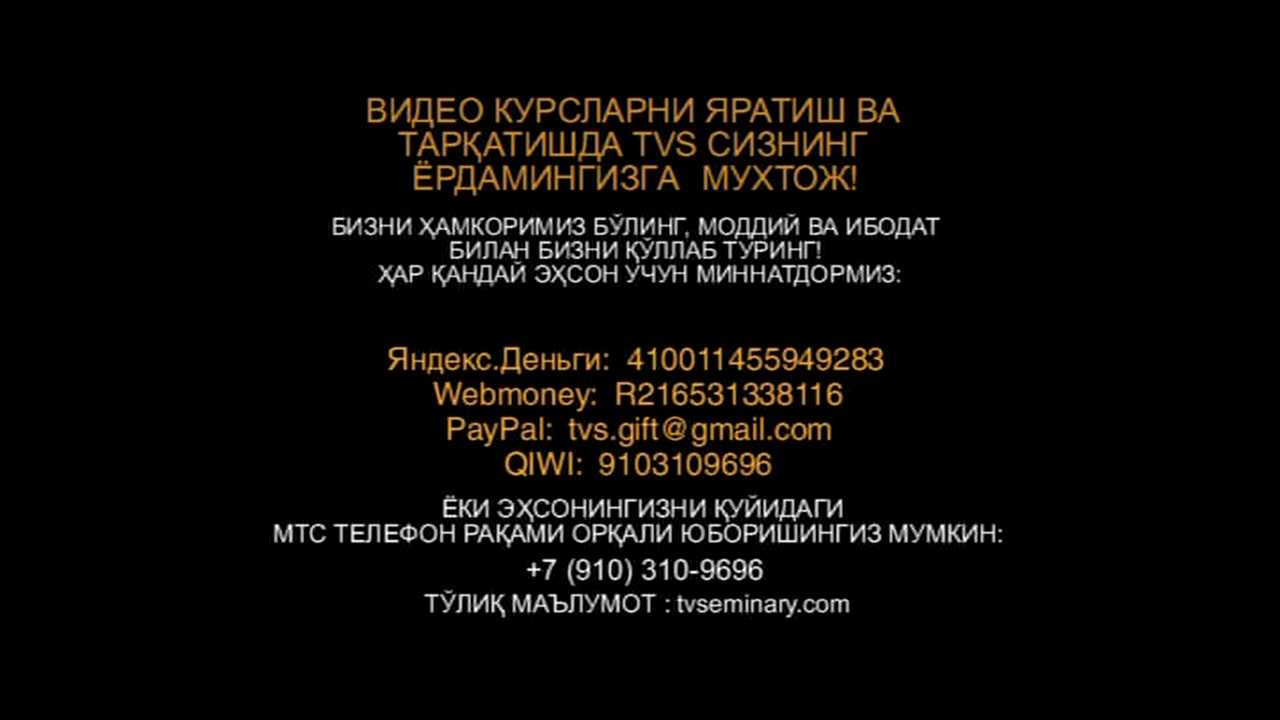 ВИДЕО КУРСЛАРНИ ЯРАТИШ ВА
ТАРҚАТИШДА TVS СИЗНИНГ
ЁРДАМИНГИЗГА МУХТОЖ!
БИЗНИ ҲАМКОРИМИЗ БЎЛИНГ, МОДДИЙ ВА ИБОДАТ
БИЛАН БИЗНИ ҚЎЛЛАБ ТУРИНГ!
ҲАР ҚАНДАЙ ЭҲСОН УЧУН МИННАТДОРМИЗ:
Яндекс.Деньги: 410011455949283
Webmoney: R216531338116
PayPal: tvs.gift@gmail.com
QIWI: 9103109696
ЁКИ ЭҲСОНИНГИЗНИ ҚУЙИДАГИ
МТС ТЕЛЕФОН РАҚАМИ ОРҚАЛИ ЮБОРИШИНГИЗ МУМКИН:
+7 (910) 310-9696
ТЎЛИҚ МАЪЛУМОТ : tvseminary.com